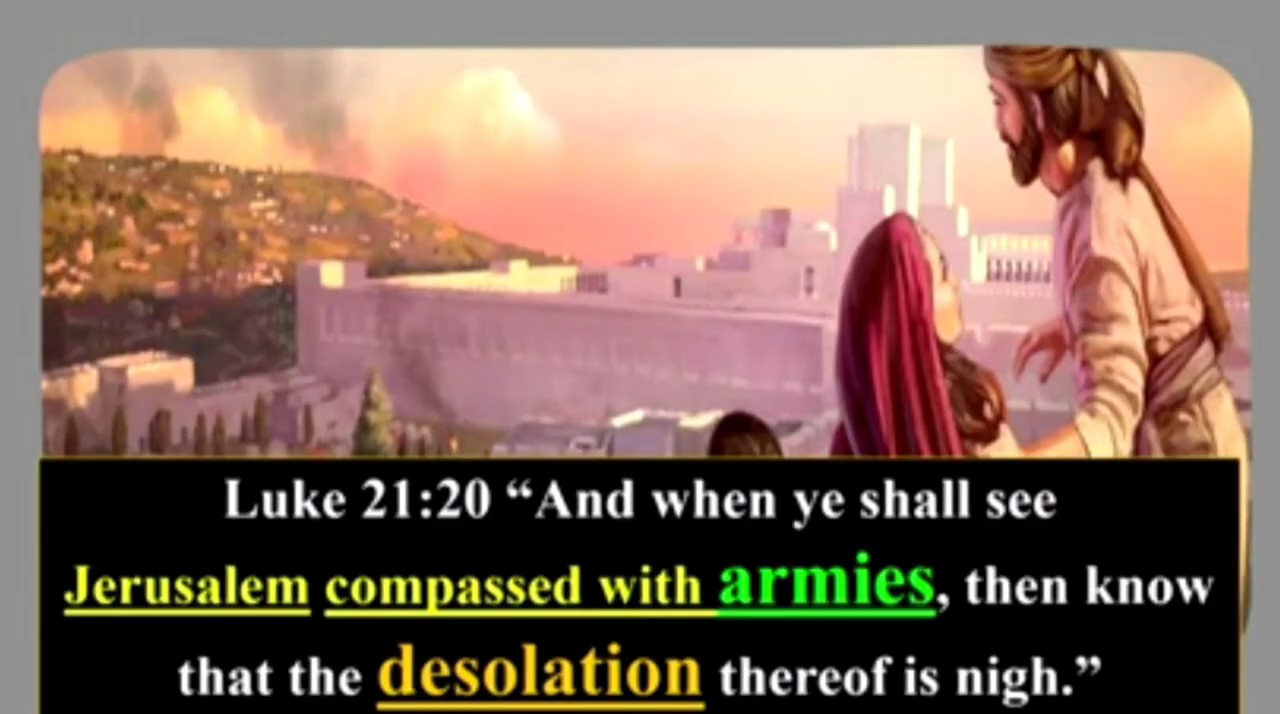 Luke 21:20 “And when ye shall see
Jerusalem compassed with armies, then know
that the desolation thereof is nigh.”